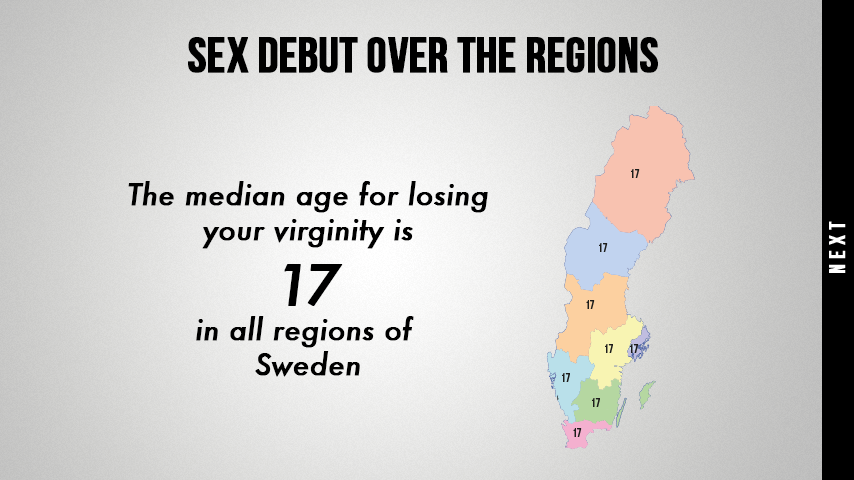 SEX DEBUT OVER THE REGIONS
The median age for losing
your virginity is
17
in all regions of
Sweden
17
17
17
17
17
17
17
17
NEXT